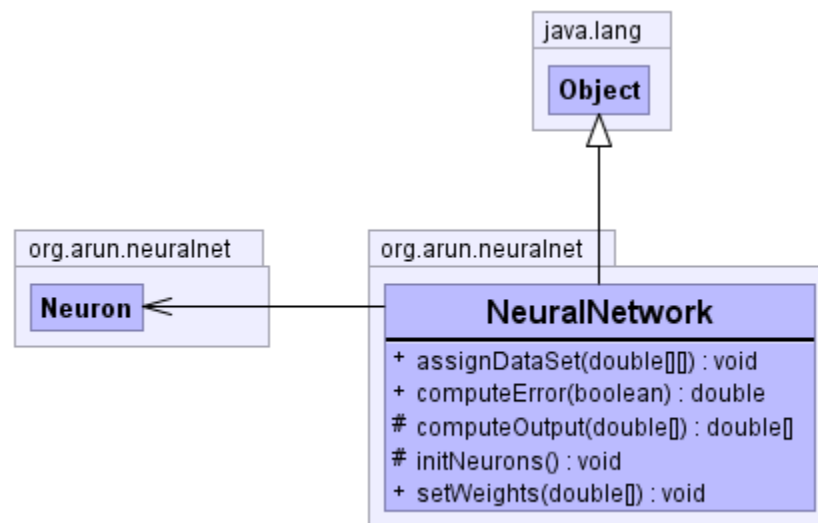 java.lang
Object
org.arun.neuralnet
Neuron
org.arun.neuralnet
NeuralNetwork
+ assignDataSet(double[][]) : void
+ computeError(boolean) : double
# computeOutput(double[]) : double[]
# initNeurons() : void
+ setWeights(double[]) : void